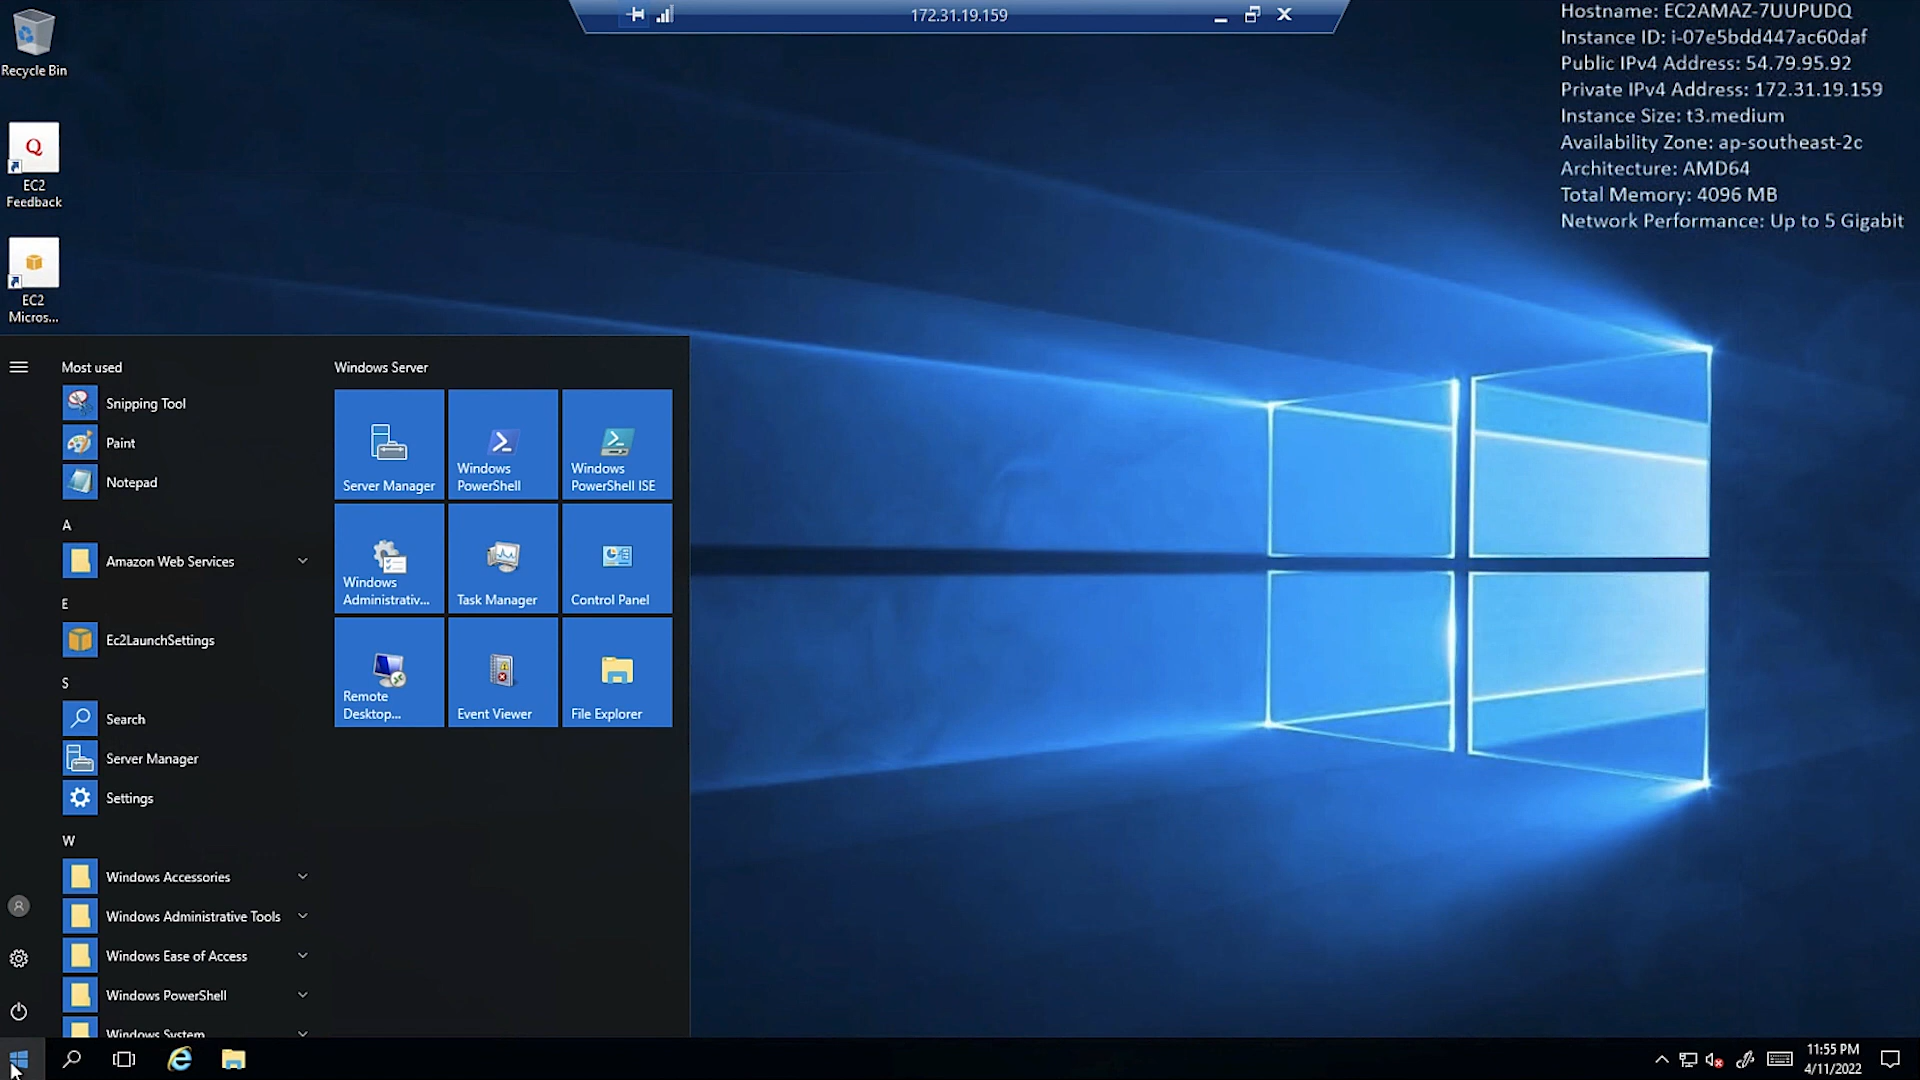 172.31.19.159
Hostname: EC2AMAZ-7UUPUDQ
Instance ID: i-07e5bdd447ac60daf
Public IPv4 Address: 54.79.95.92
Private IPv4 Address: 172.31.19.159
Instance Size: t3.medium
Availability Zone: ap-southeast-2c
Architecture: AMD64
Total Memory: 4096 MB
Network Performance: Up to 5 Gigabit
Recycle Bin
Q
EC2
Feedback
EC2
Micros...
Most used
Snipping Tool
Paint
Notepad
A
Amazon Web Services
E
Ec2LaunchSettings
S
Search
Server Manager
Settings
W
Windows Accessories
Windows Administrative Tools
Windows Ease of Access
Windows PowerShell
Windows System
Windows Server
Server Manager
Windows
PowerShell
Windows
PowerShell ISE
Windows
Administrativ...
Task Manager
Control Panel
Remote
Desktop...
Event Viewer
File Explorer
11:55 PM
4/11/2022